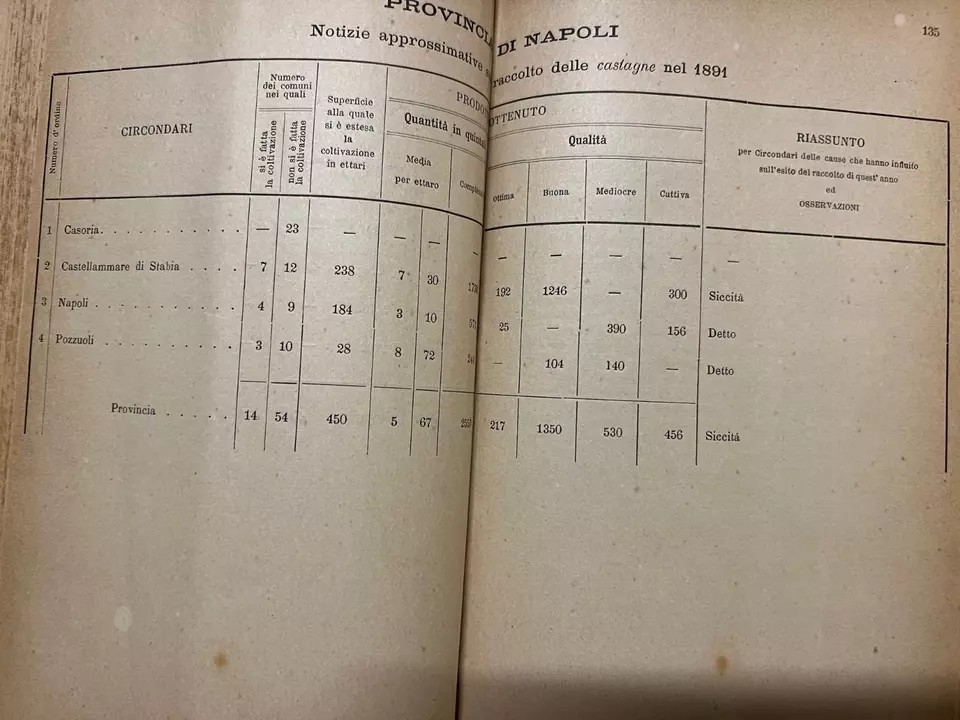 135
PROVINCIA DI NAPOLI
Notizie approssimative raccolto delle castagne nel 1891
Numero d'ordine
CIRCONDARI
Numero
dei comuni
nei quali
si è fatta
la coltivazione
non si è fatta
la coltivazione
Superficie
alla quale
si è estesa
la
coltivazione
in ettari
OTTENUTO
Quantità in
Media
per ettaro
Qualità
Ottima
Buona
Mediocre
Cattiva
RIASSUNTO
per Circondari delle cause che hanno influito
sull'esito del raccolto di quest'anno
ed
OSSERVAZIONI
1 Casoria. . . . . . . . . . . — 23 — — — — — — — — —
2 Castellammare di Stabia . . . . 7 12 238 7 30 192 1246 — 300 Siccità
3 Napoli . . . . . . . . . . . 4 9 184 3 10 571 25 — 390 156 Detto
4 Pozzuoli . . . . . . . . . . 3 10 28 8 72 244 — 104 140 — Detto
Provincia . . . . . 14 54 450 5 67 217 1350 530 456 Siccità